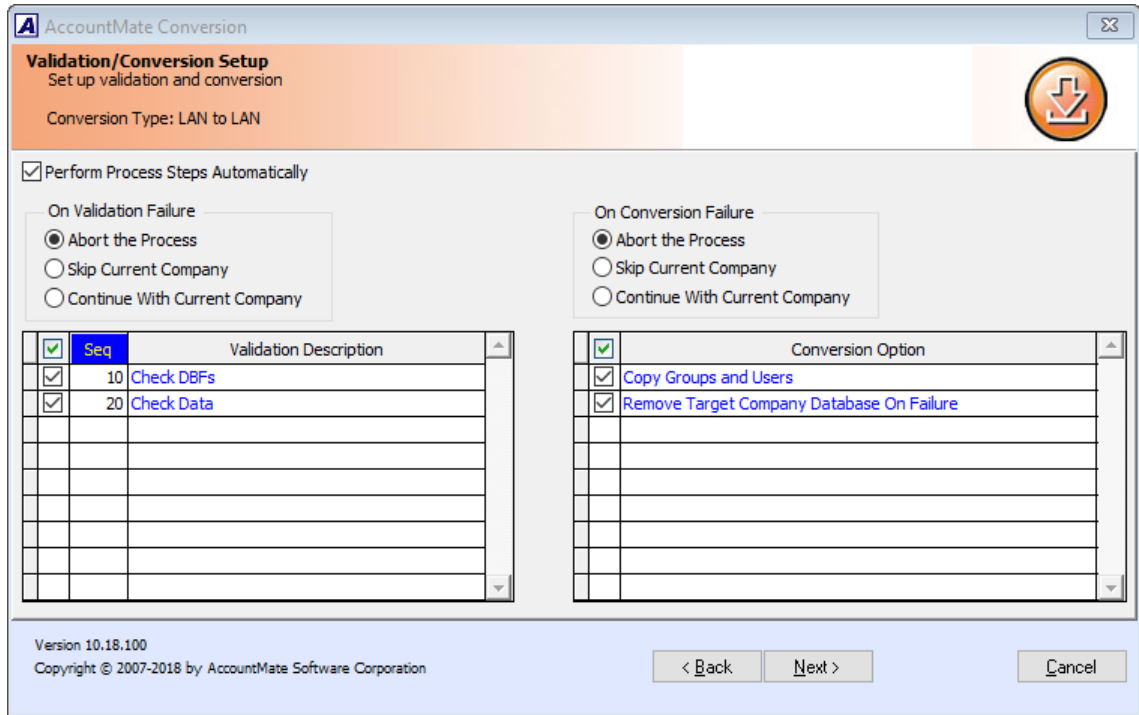 AccountMate Conversion
Validation/Conversion Setup
Set up validation and conversion
Conversion Type: LAN to LAN
Perform Process Steps Automatically
On Validation Failure
Abort the Process
Skip Current Company
Continue With Current Company
On Conversion Failure
Abort the Process
Skip Current Company
Continue With Current Company
Seq Validation Description
10 Check DBFs
20 Check Data
Conversion Option
Copy Groups and Users
Remove Target Company Database On Failure
Version 10.18.100
Copyright © 2007-2018 by AccountMate Software Corporation
< Back Next > Cancel